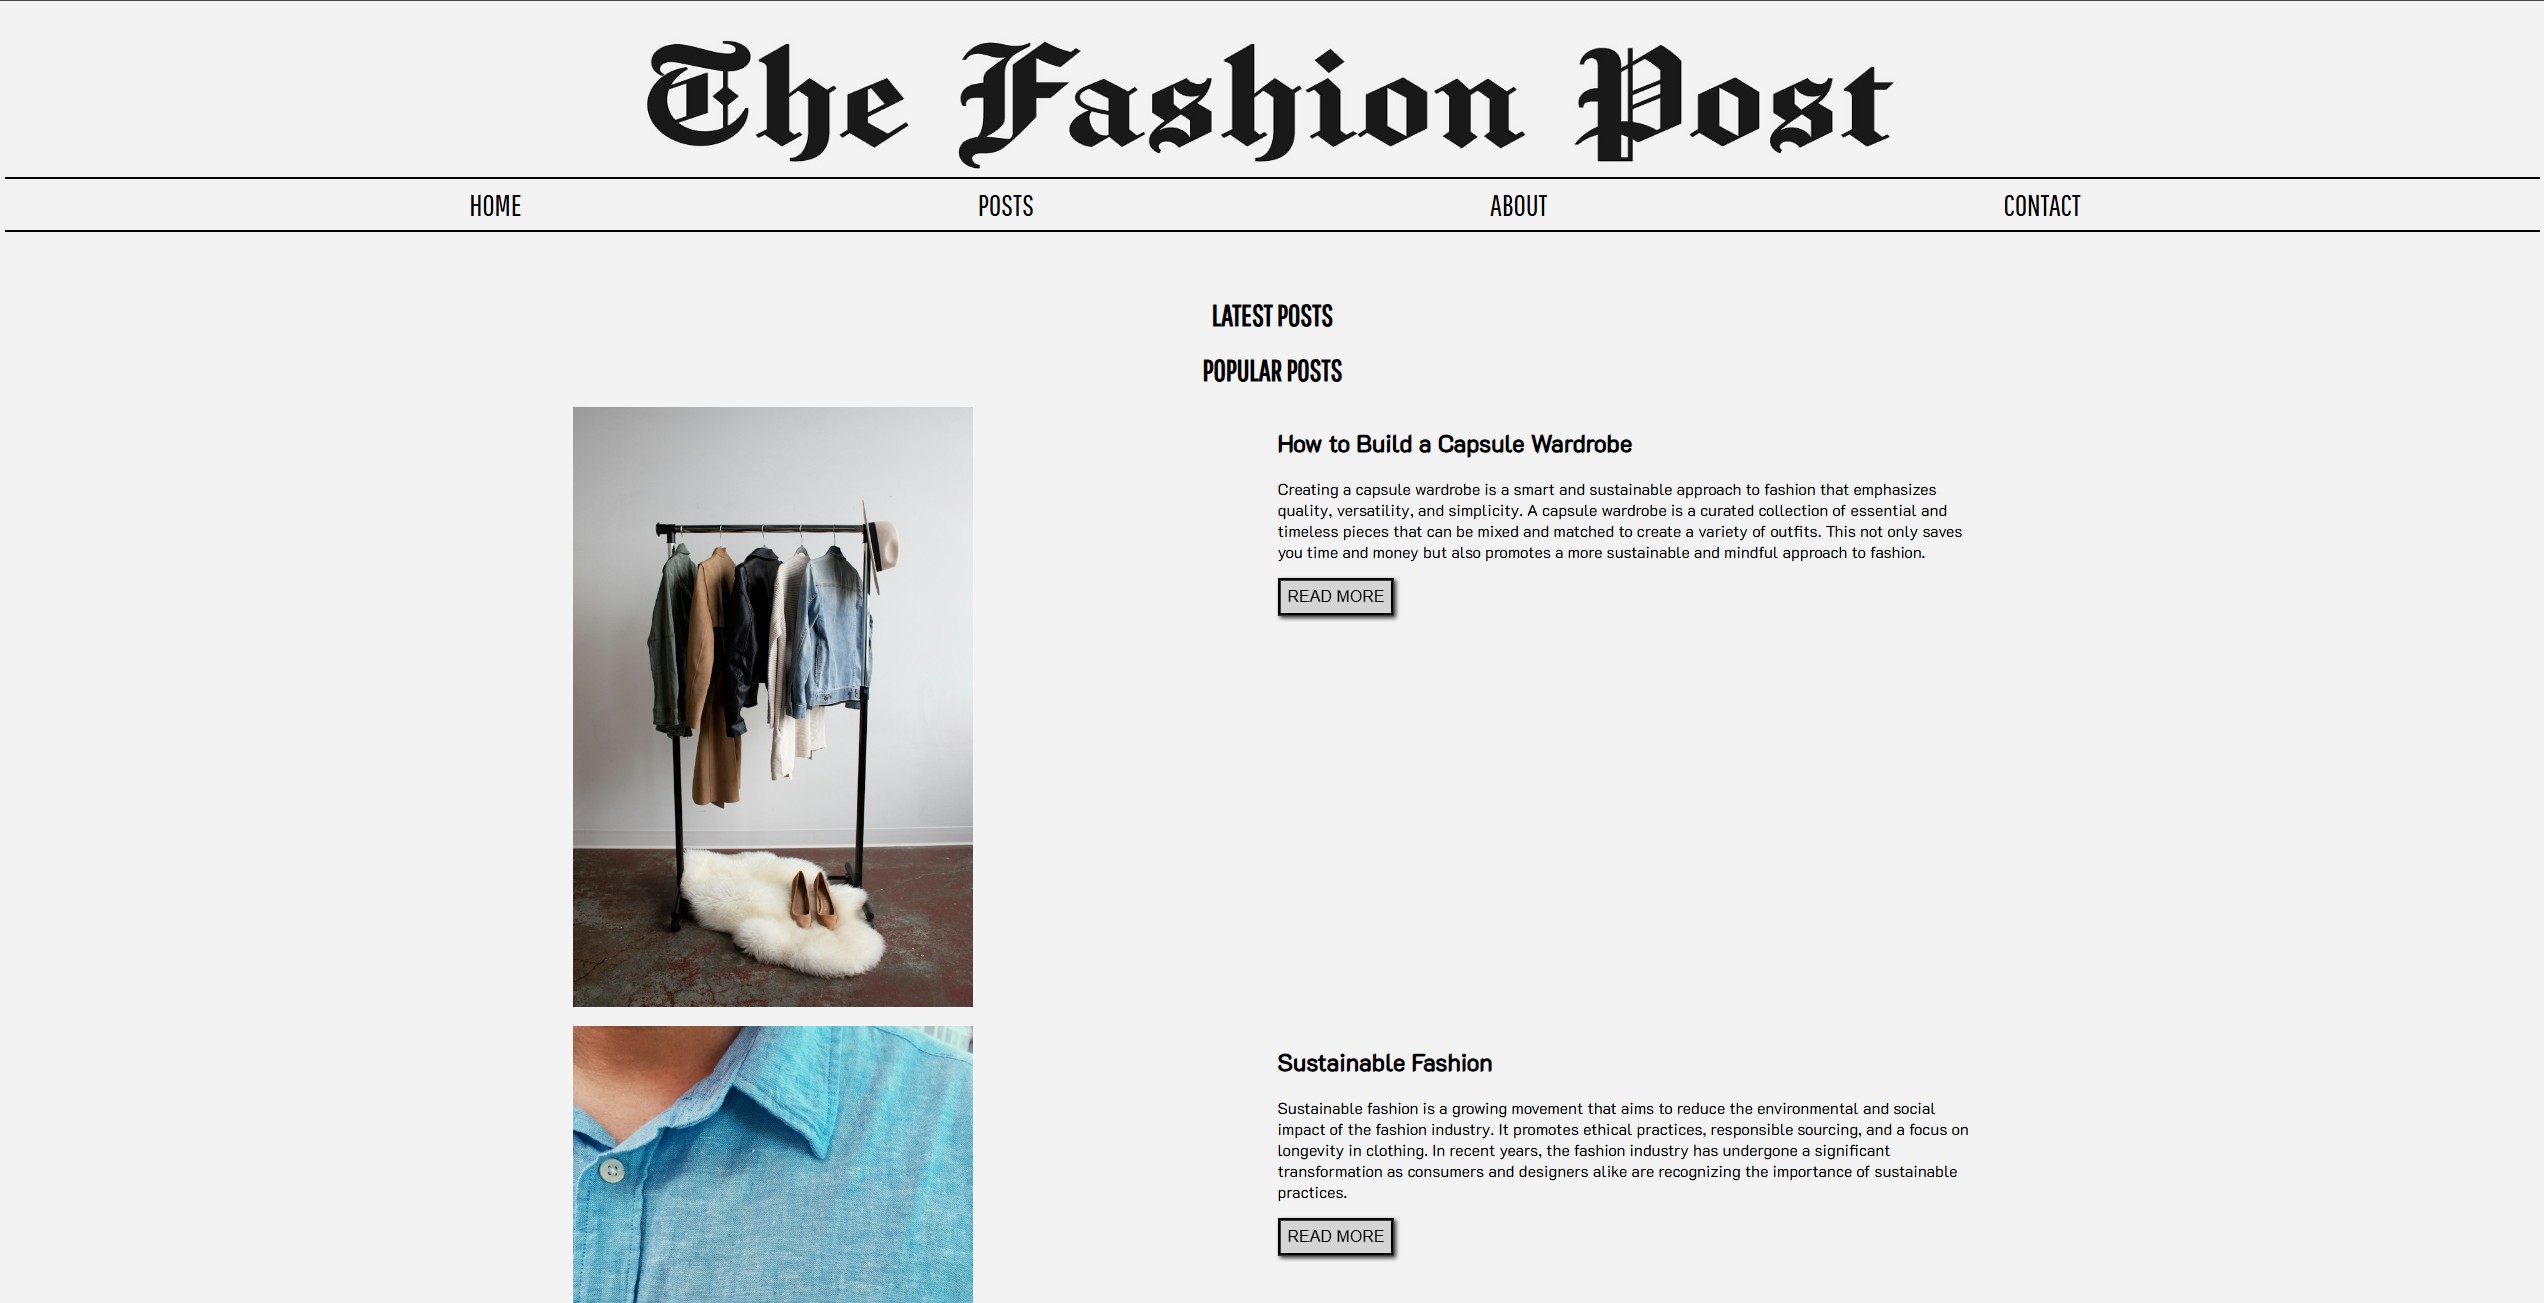 The Fashion Post
HOME POSTS ABOUT CONTACT
LATEST POSTS
POPULAR POSTS
How to Build a Capsule Wardrobe
Creating a capsule wardrobe is a smart and sustainable approach to fashion that emphasizes
quality, versatility, and simplicity. A capsule wardrobe is a curated collection of essential and
timeless pieces that can be mixed and matched to create a variety of outfits. This not only saves
you time and money but also promotes a more sustainable and mindful approach to fashion.
READ MORE
Sustainable Fashion
Sustainable fashion is a growing movement that aims to reduce the environmental and social
impact of the fashion industry. It promotes ethical practices, responsible sourcing, and a focus on
longevity in clothing. In recent years, the fashion industry has undergone a significant
transformation as consumers and designers alike are recognizing the importance of sustainable
practices.
READ MORE